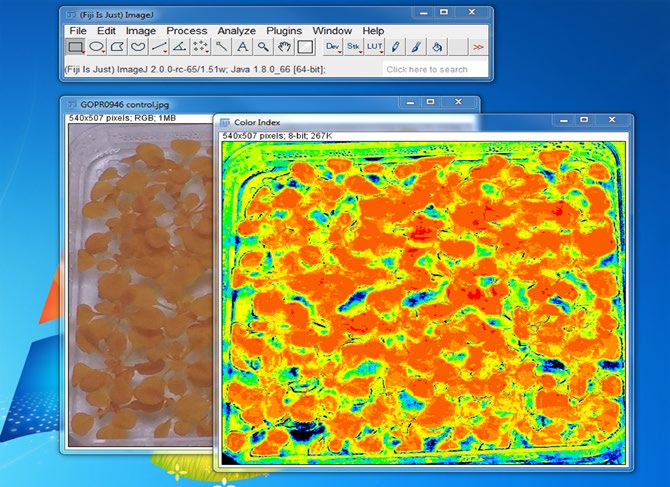 (Fiji Is Just) ImageJ
File Edit Image Process Analyze Plugins Window Help
A Dev Stk LUT >>
(Fiji Is Just) ImageJ 2.0.0-rc-65/1.51w; Java 1.8.0_66 [64-bit]; Click here to search
GOPR0946 control.jpg
540x507 pixels; RGB; 1MB
Color Index
540x507 pixels; 8-bit; 267K